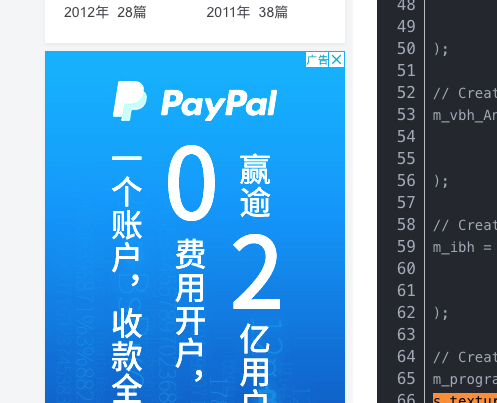 2012年 28篇
2011年 38篇
广告
PayPal
一个账户，收款全
0费用开户，
赢逾2亿用户
48
49
50 );
51
52 // Creat
53 m_vbh_An
54
55
56 );
57
58 // Creat
59 m_ibh =
60
61
62 );
63
64 // Creat
65 m_progra
66 s_textur